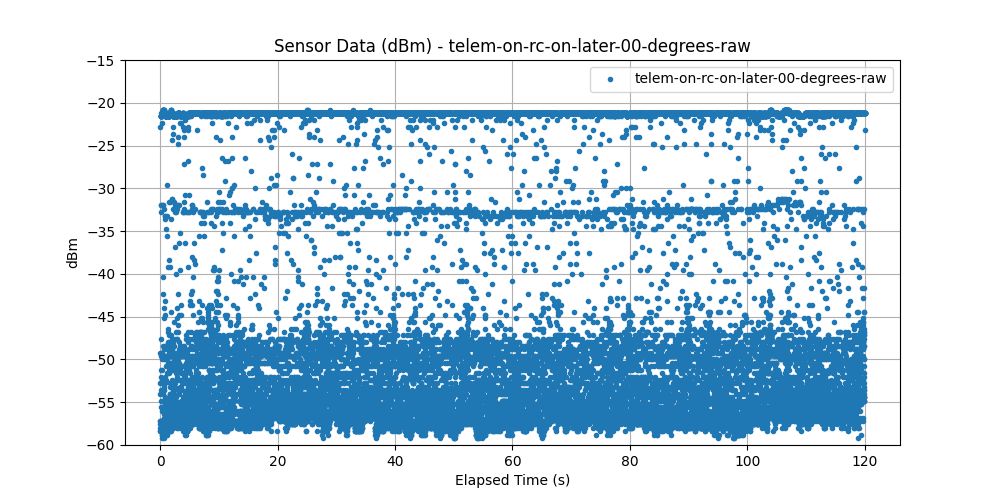 Sensor Data (dBm) - telem-on-rc-on-later-00-degrees-raw
telem-on-rc-on-later-00-degrees-raw
dBm
−15
−20
−25
−30
−35
−40
−45
−50
−55
−60
0 20 40 60 80 100 120
Elapsed Time (s)